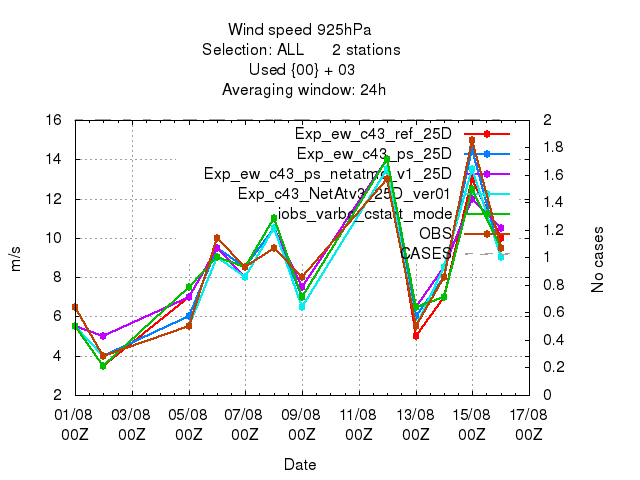 Wind speed 925hPa
Selection: ALL 2 stations
Used {00} + 03
Averaging window: 24h
16 2
Exp_ew_c43_ref_25D
1.8
14 Exp_ew_c43_ps_25D
1.6
Exp_ew_c43_ps_netatmo_v1_25D
12 Exp_c43_NetAtv3_25D_ver01
1.4
iobs_varbc_cstart_mode
1.2
10 OBS
CASES 1
8 0.8
0.6
6
0.4
4
0.2
2 0
m/s
No cases
01/08 03/08 05/08 07/08 09/08 11/08 13/08 15/08 17/08
00Z 00Z 00Z 00Z 00Z 00Z 00Z 00Z 00Z
Date